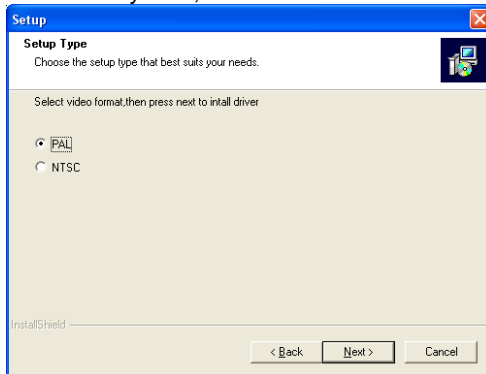 Setup
Setup Type
Choose the setup type that best suits your needs.
Select video format,then press next to intall driver
PAL
NTSC
InstallShield
< Back Next > Cancel